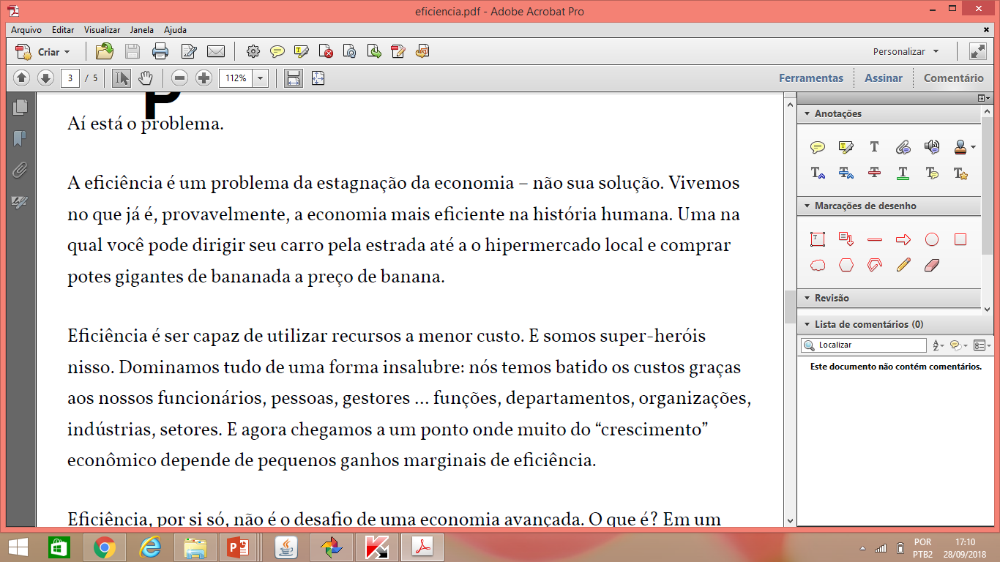 eficiencia.pdf - Adobe Acrobat Pro
Arquivo Editar Visualizar Janela Ajuda
Criar
Personalizar
3 / 5
112%
Ferramentas Assinar Comentário
Aí está o problema.
A eficiência é um problema da estagnação da economia – não sua solução. Vivemos
no que já é, provavelmente, a economia mais eficiente na história humana. Uma na
qual você pode dirigir seu carro pela estrada até a o hipermercado local e comprar
potes gigantes de bananada a preço de banana.
Eficiência é ser capaz de utilizar recursos a menor custo. E somos super-heróis
nisso. Dominamos tudo de uma forma insalubre: nós temos batido os custos graças
aos nossos funcionários, pessoas, gestores ... funções, departamentos, organizações,
indústrias, setores. E agora chegamos a um ponto onde muito do “crescimento”
econômico depende de pequenos ganhos marginais de eficiência.
Eficiência, por si só, não é o desafio de uma economia avançada. O que é? Em um
Anotações
Marcações de desenho
Revisão
Lista de comentários (0)
Localizar
Este documento não contém comentários.
POR
PTB2
17:10
28/09/2018